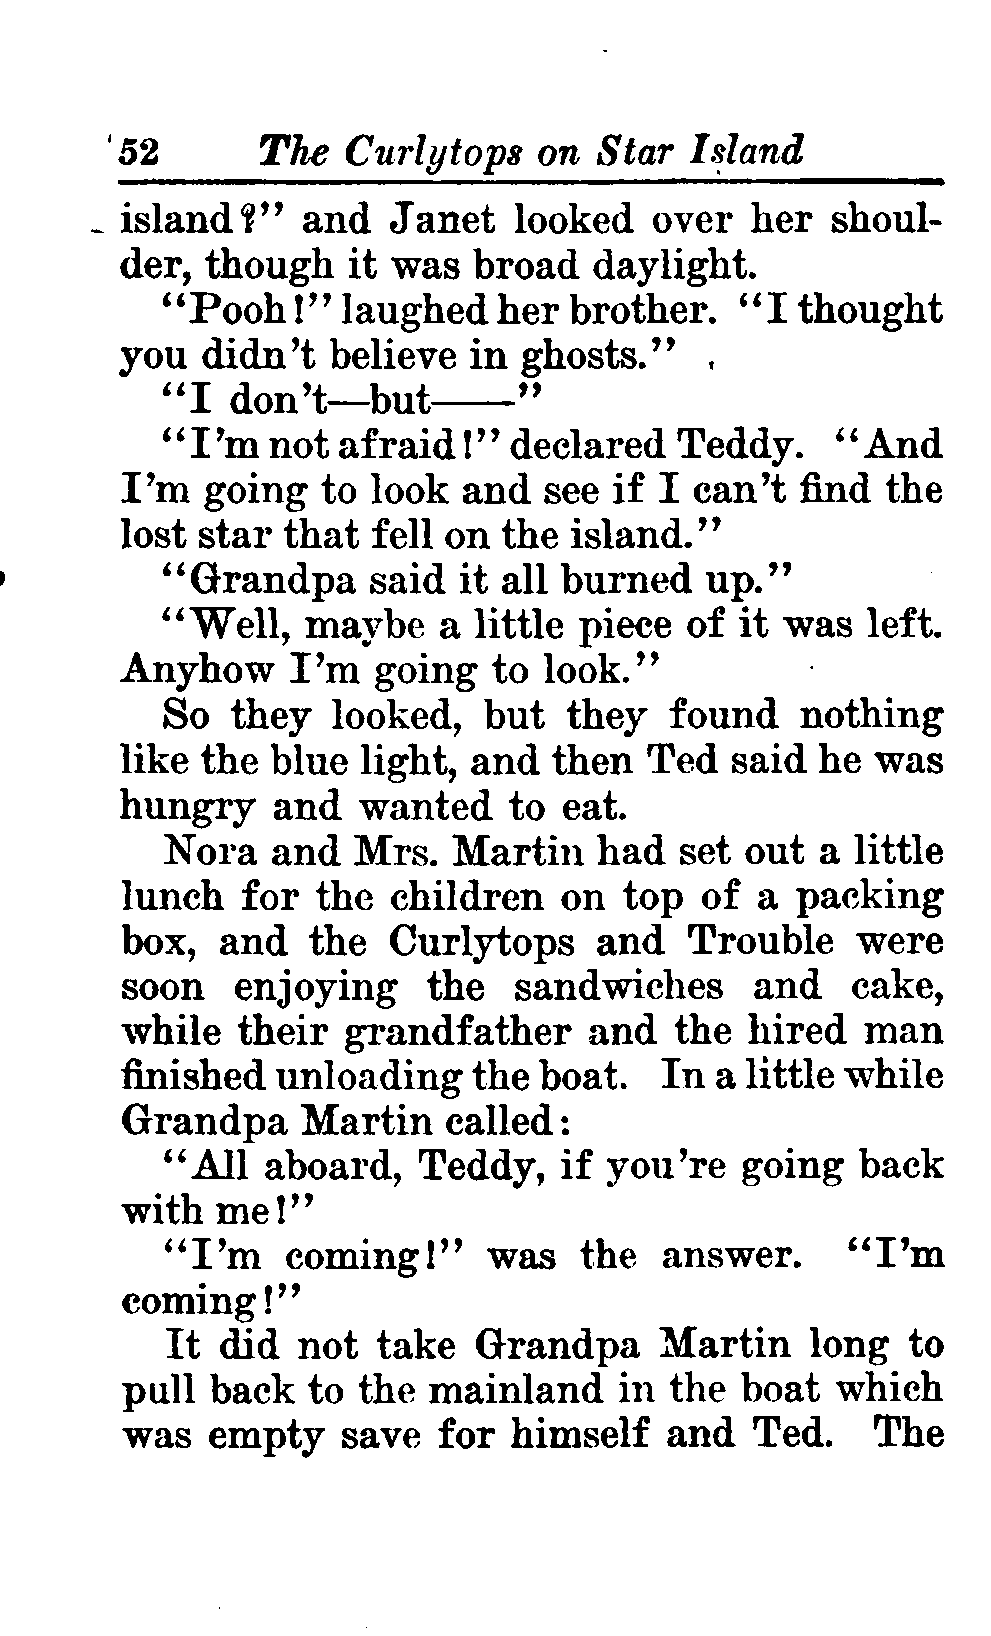 52 The Curlytops on Star Island
island?" and Janet looked over her shoul-
der, though it was broad daylight.
"Pooh!" laughed her brother. "I thought
you didn't believe in ghosts."
"I don't—but——"
"I'm not afraid!" declared Teddy. "And
I'm going to look and see if I can't find the
lost star that fell on the island."
"Grandpa said it all burned up."
"Well, maybe a little piece of it was left.
Anyhow I'm going to look."
So they looked, but they found nothing
like the blue light, and then Ted said he was
hungry and wanted to eat.
Nora and Mrs. Martin had set out a little
lunch for the children on top of a packing
box, and the Curlytops and Trouble were
soon enjoying the sandwiches and cake,
while their grandfather and the hired man
finished unloading the boat. In a little while
Grandpa Martin called:
"All aboard, Teddy, if you're going back
with me!"
"I'm coming!" was the answer. "I'm
coming!"
It did not take Grandpa Martin long to
pull back to the mainland in the boat which
was empty save for himself and Ted. The